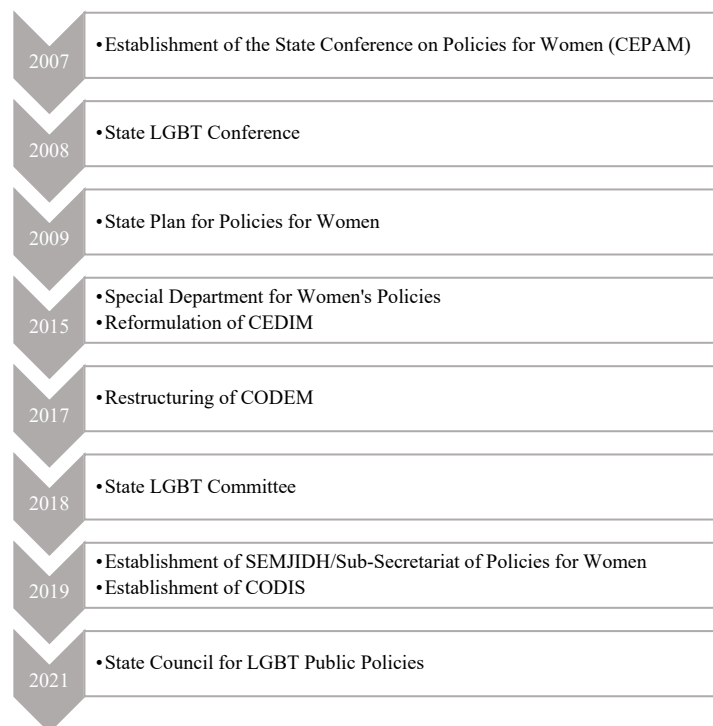 2007
•Establishment of the State Conference on Policies for Women (CEPAM)
2008
•State LGBT Conference
2009
•State Plan for Policies for Women
2015
•Special Department for Women's Policies
•Reformulation of CEDIM
2017
•Restructuring of CODEM
2018
•State LGBT Committee
2019
•Establishment of SEMJIDH/Sub-Secretariat of Policies for Women
•Establishment of CODIS
2021
•State Council for LGBT Public Policies